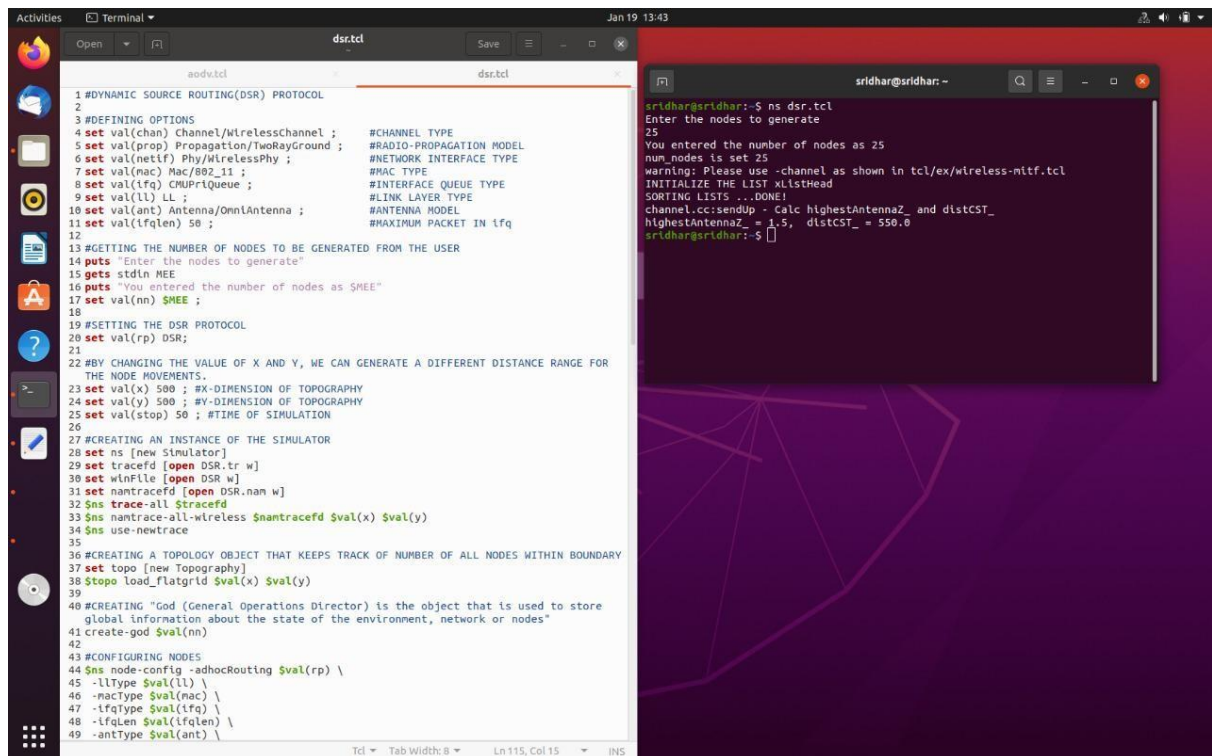 Activities
Terminal
Jan 19 13:43
Open
dsr.tcl
~
Save
aodv.tcl
dsr.tcl
1 #DYNAMIC SOURCE ROUTING(DSR) PROTOCOL
2
3 #DEFINING OPTIONS
4 set val(chan) Channel/WirelessChannel ; #CHANNEL TYPE
5 set val(prop) Propagation/TwoRayGround ; #RADIO-PROPAGATION MODEL
6 set val(netif) Phy/WirelessPhy ; #NETWORK INTERFACE TYPE
7 set val(mac) Mac/802_11 ; #MAC TYPE
8 set val(ifq) CMUPriQueue ; #INTERFACE QUEUE TYPE
9 set val(ll) LL ; #LINK LAYER TYPE
10 set val(ant) Antenna/OmniAntenna ; #ANTENNA MODEL
11 set val(ifqlen) 50 ; #MAXIMUM PACKET IN ifq
12
13 #GETTING THE NUMBER OF NODES TO BE GENERATED FROM THE USER
14 puts "Enter the nodes to generate"
15 gets stdin MEE
16 puts "You entered the number of nodes as $MEE"
17 set val(nn) $MEE ;
18
19 #SETTING THE DSR PROTOCOL
20 set val(rp) DSR;
21
22 #BY CHANGING THE VALUE OF X AND Y, WE CAN GENERATE A DIFFERENT DISTANCE RANGE FOR
THE NODE MOVEMENTS.
23 set val(x) 500 ; #X-DIMENSION OF TOPOGRAPHY
24 set val(y) 500 ; #Y-DIMENSION OF TOPOGRAPHY
25 set val(stop) 50 ; #TIME OF SIMULATION
26
27 #CREATING AN INSTANCE OF THE SIMULATOR
28 set ns [new Simulator]
29 set tracefd [open DSR.tr w]
30 set winFile [open DSR w]
31 set namtracefd [open DSR.nam w]
32 $ns trace-all $tracefd
33 $ns namtrace-all-wireless $namtracefd $val(x) $val(y)
34 $ns use-newtrace
35
36 #CREATING A TOPOLOGY OBJECT THAT KEEPS TRACK OF NUMBER OF ALL NODES WITHIN BOUNDARY
37 set topo [new Topography]
38 $topo load_flatgrid $val(x) $val(y)
39
40 #CREATING "God (General Operations Director) is the object that is used to store
global information about the state of the environment, network or nodes"
41 create-god $val(nn)
42
43 #CONFIGURING NODES
44 $ns node-config -adhocRouting $val(rp) \
45 -llType $val(ll) \
46 -macType $val(mac) \
47 -ifqType $val(ifq) \
48 -ifqLen $val(ifqlen) \
49 -antType $val(ant) \
Tcl Tab Width: 8 Ln 115, Col 15 INS
sridhar@sridhar: ~
sridhar@sridhar:~$ ns dsr.tcl
Enter the nodes to generate
25
You entered the number of nodes as 25
num_nodes is set 25
warning: Please use -channel as shown in tcl/ex/wireless-mitf.tcl
INITIALIZE THE LIST xListHead
SORTING LISTS ...DONE!
channel.cc:sendUp - Calc highestAntennaZ_ and distCST_
highestAntennaZ_ = 1.5, distCST_ = 550.0
sridhar@sridhar:~$